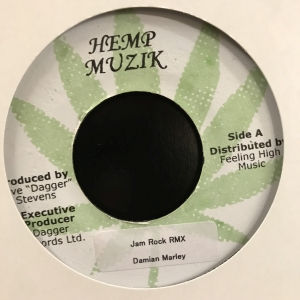 HEMP
MUZIK
roduced by
ve "Dagger"
Stevens
Executive
Producer
Dagger
ords Ltd.
Side A
Distributed by
Feeling High
Music
Jam Rock RMX
Damian Marley